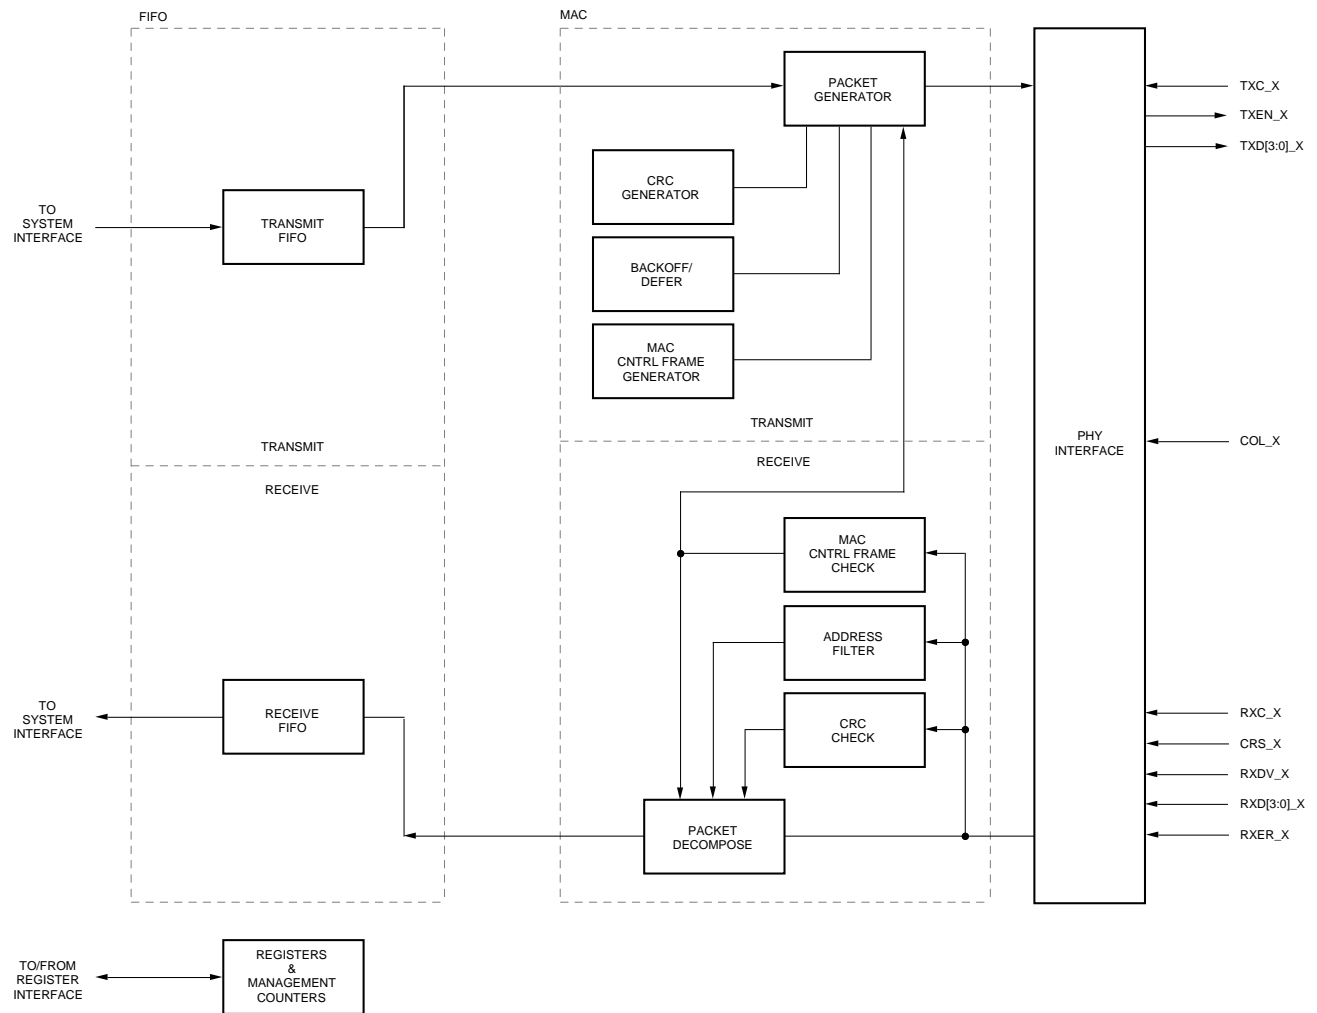 FIFO
MAC
PACKET
GENERATOR
TXC_X
TXEN_X
TXD[3:0]_X
CRC
GENERATOR
TO
SYSTEM
INTERFACE
TRANSMIT
FIFO
BACKOFF/
DEFER
MAC
CNTRL FRAME
GENERATOR
TRANSMIT
TRANSMIT
RECEIVE
RECEIVE
PHY
INTERFACE
COL_X
MAC
CNTRL FRAME
CHECK
ADDRESS
FILTER
TO
SYSTEM
INTERFACE
RECEIVE
FIFO
CRC
CHECK
RXC_X
CRS_X
RXDV_X
RXD[3:0]_X
RXER_X
PACKET
DECOMPOSE
TO/FROM
REGISTER
INTERFACE
REGISTERS
&
MANAGEMENT
COUNTERS